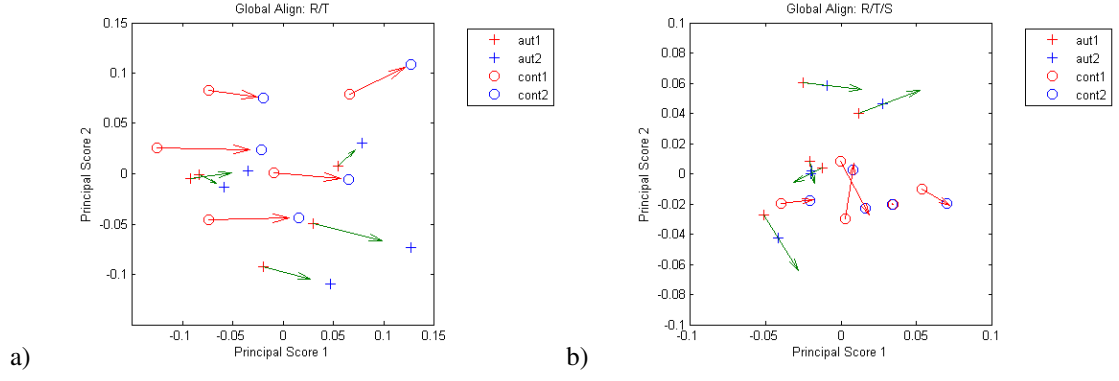 Global Align: R/T
0.15
0.1
0.05
0
-0.05
-0.1
-0.1
-0.05
0
0.05
0.1
0.15
Principal Score 1
Principal Score 2
aut1
aut2
cont1
cont2
a)
Global Align: R/T/S
0.1
0.08
0.06
0.04
0.02
0
-0.02
-0.04
-0.06
-0.08
-0.1
-0.1
-0.05
0
0.05
0.1
Principal Score 1
Principal Score 2
aut1
aut2
cont1
cont2
b)